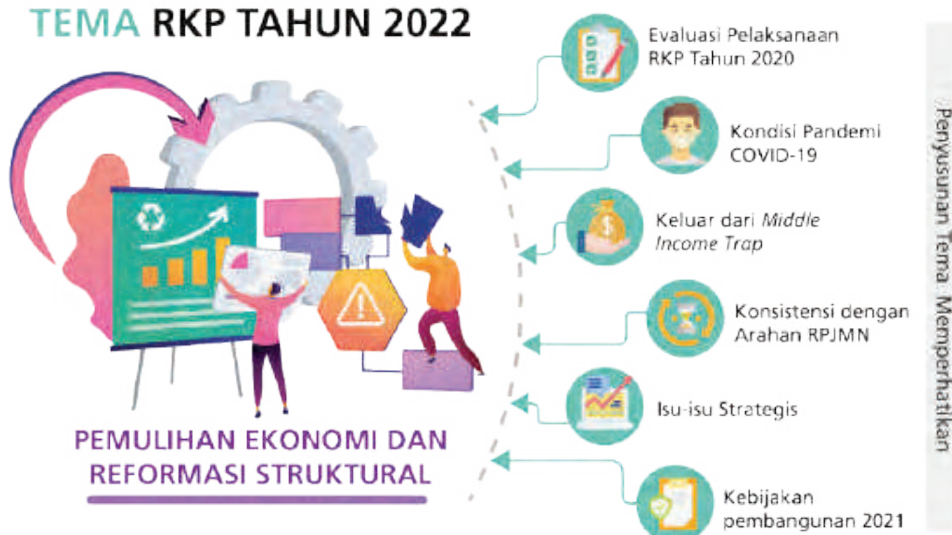 TEMA RKP TAHUN 2022
PEMULIHAN EKONOMI DAN
REFORMASI STRUKTURAL
Evaluasi Pelaksanaan
RKP Tahun 2020
Kondisi Pandemi
COVID-19
Keluar dari Middle
Income Trap
Konsistensi dengan
Arahan RPJMN
Isu-isu Strategis
Kebijakan
pembangunan 2021
Penyusunan Tema Memperhatikan